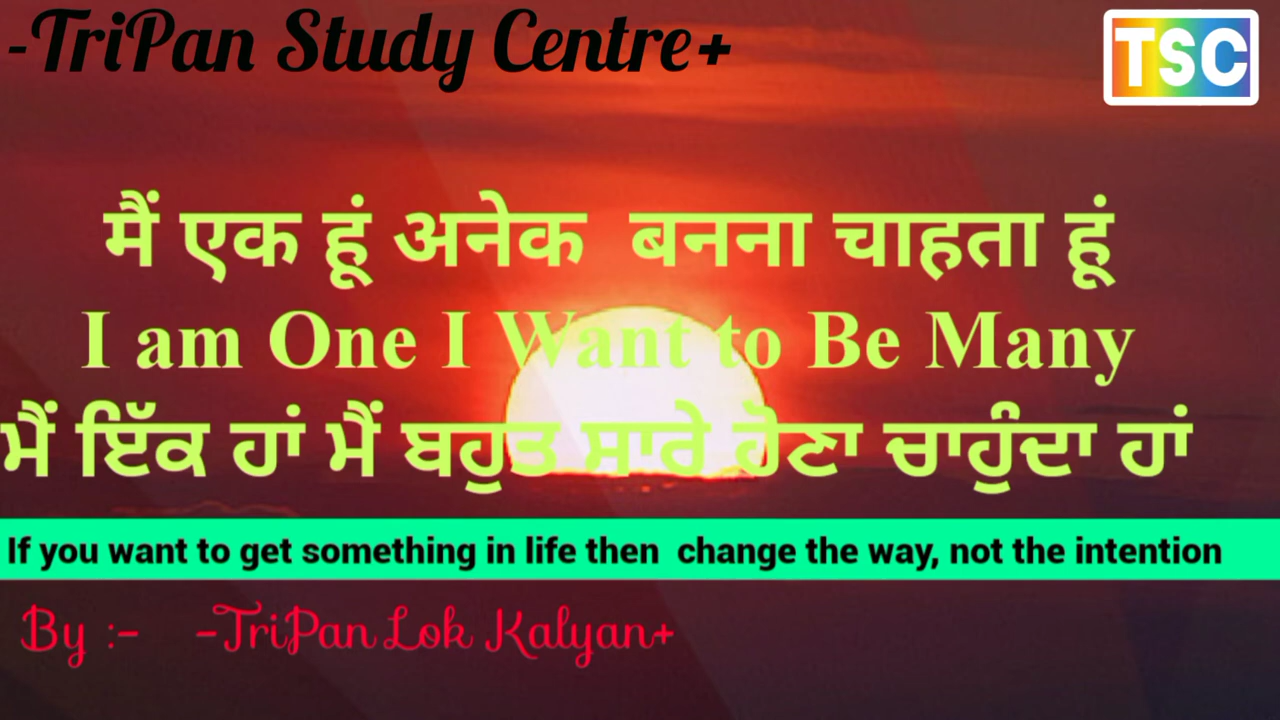 -TriPan Study Centre+
TSC
मैं एक हूं अनेक बनना चाहता हूं
I am One I Want to Be Many
ਮੈਂ ਇੱਕ ਹਾਂ ਮੈਂ ਬਹੁਤ ਸਾਰੇ ਹੋਣਾ ਚਾਹੁੰਦਾ ਹਾਂ
If you want to get something in life then change the way, not the intention
By :- -TriPan Lok Kalyan+